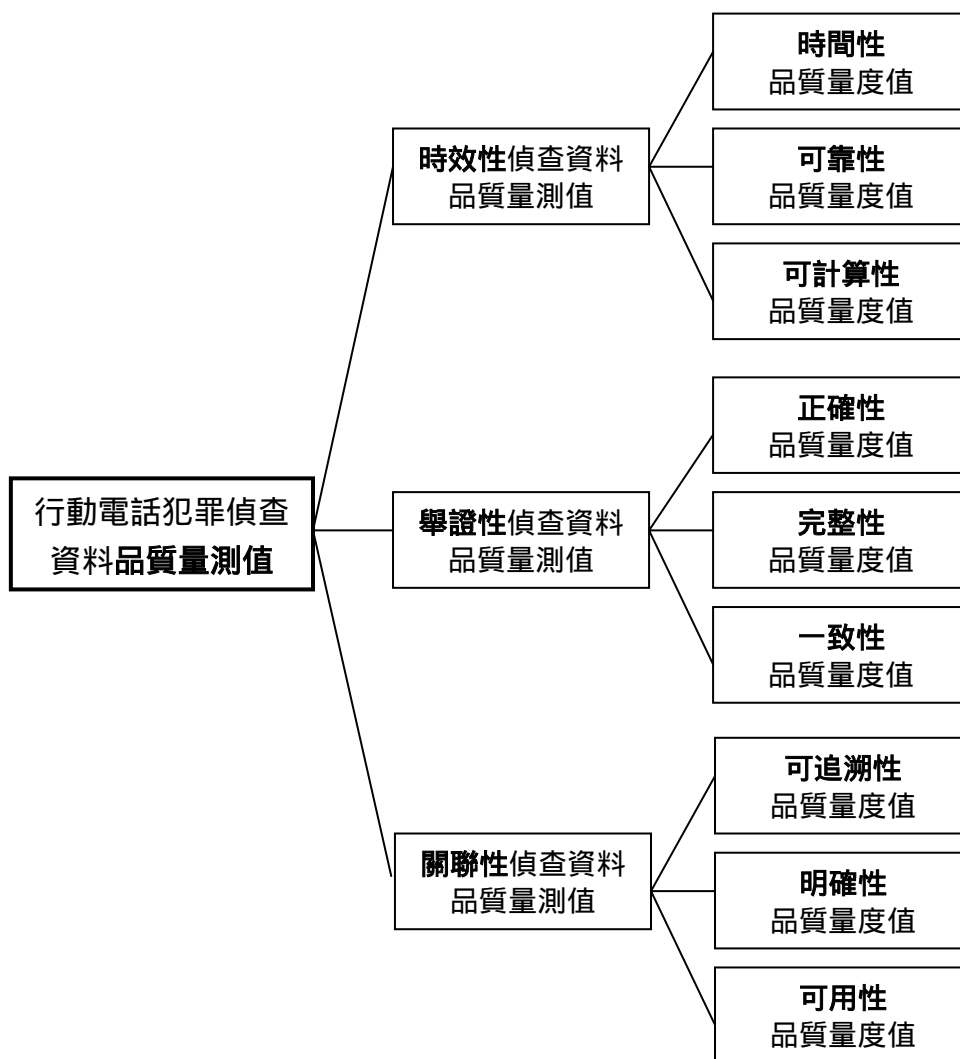 時間性
品質量度值
時效性偵查資料
品質量測值
可靠性
品質量度值
可計算性
品質量度值
正確性
品質量度值
行動電話犯罪偵查
資料品質量測值
舉證性偵查資料
品質量測值
完整性
品質量度值
一致性
品質量度值
可追溯性
品質量度值
關聯性偵查資料
品質量測值
明確性
品質量度值
可用性
品質量度值